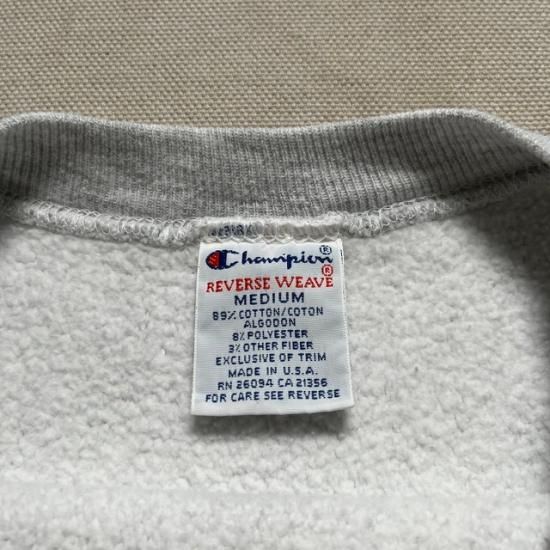 Champion®
REVERSE WEAVE®
MEDIUM
89% COTTON/COTON
ALGODON
8% POLYESTER
3% OTHER FIBER
EXCLUSIVE OF TRIM
MADE IN U.S.A.
RN 26094 CA 21356
FOR CARE SEE REVERSE